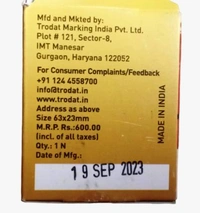 Mfd and Mkted by:
Trodat Marking India Pvt. Ltd.
Plot # 121, Sector-8,
IMT Manesar
Gurgaon, Haryana 122052
For Consumer Complaints/Feedback
+91 124 4558700
info@trodat.in
www.trodat.in
Address as above
Size 63x23mm
M.R.P. Rs.:600.00
(incl. of all taxes)
Qty.: 1 N
Date of Mfg.:
19 SEP 2023
MADE IN INDIA